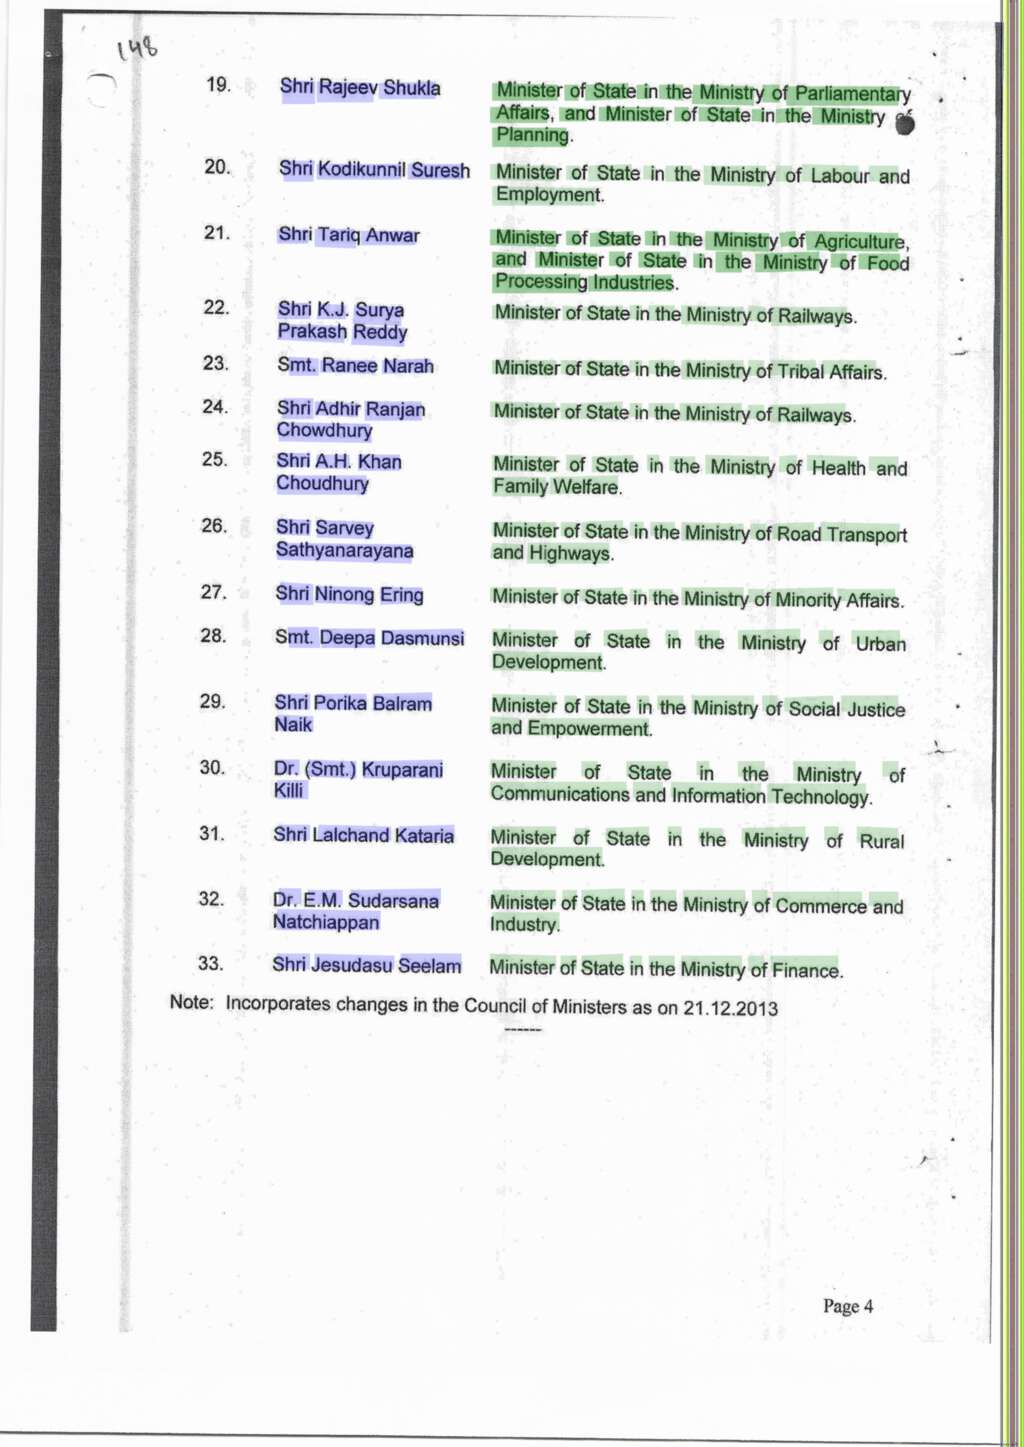 148
19. Shri Rajeev Shukla Minister of State in the Ministry of Parliamentary
Affairs, and Minister of State in the Ministry of
Planning.
20. Shri Kodikunnil Suresh Minister of State in the Ministry of Labour and
Employment.
21. Shri Tariq Anwar Minister of State in the Ministry of Agriculture,
and Minister of State in the Ministry of Food
Processing Industries.
22. Shri K.J. Surya Minister of State in the Ministry of Railways.
Prakash Reddy
23. Smt. Ranee Narah Minister of State in the Ministry of Tribal Affairs.
24. Shri Adhir Ranjan Minister of State in the Ministry of Railways.
Chowdhury
25. Shri A.H. Khan Minister of State in the Ministry of Health and
Choudhury Family Welfare.
26. Shri Sarvey Minister of State in the Ministry of Road Transport
Sathyanarayana and Highways.
27. Shri Ninong Ering Minister of State in the Ministry of Minority Affairs.
28. Smt. Deepa Dasmunsi Minister of State in the Ministry of Urban
Development.
29. Shri Porika Balram Minister of State in the Ministry of Social Justice
Naik and Empowerment.
30. Dr. (Smt.) Kruparani Minister of State in the Ministry of
Killi Communications and Information Technology.
31. Shri Lalchand Kataria Minister of State in the Ministry of Rural
Development.
32. Dr. E.M. Sudarsana Minister of State in the Ministry of Commerce and
Natchiappan Industry.
33. Shri Jesudasu Seelam Minister of State in the Ministry of Finance.
Note: Incorporates changes in the Council of Ministers as on 21.12.2013
------
Page 4